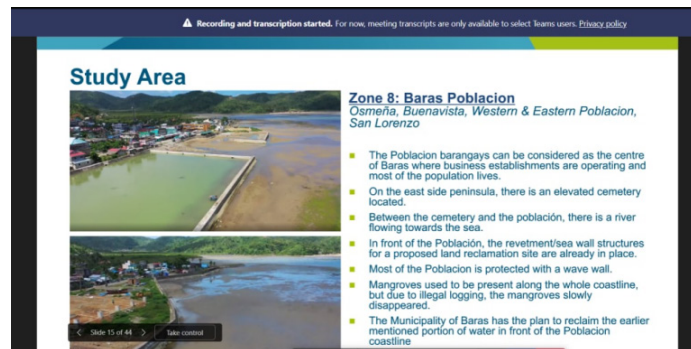 Recording and transcription started. For now, meeting transcripts are only available to select Teams users. Privacy policy
Study Area
Zone 8: Baras Poblacion
Osmeña, Buenavista, Western & Eastern Poblacion,
San Lorenzo
The Poblacion barangays can be considered as the centre
of Baras where business establishments are operating and
most of the population lives.
On the east side peninsula, there is an elevated cemetery
located.
Between the cemetery and the población, there is a river
flowing towards the sea.
In front of the Población, the revetment/sea wall structures
for a proposed land reclamation site are already in place.
Most of the Poblacion is protected with a wave wall.
Mangroves used to be present along the whole coastline,
but due to illegal logging, the mangroves slowly
disappeared.
The Municipality of Baras has the plan to reclaim the earlier
mentioned portion of water in front of the Poblacion
coastline
Slide 15 of 44
Take control